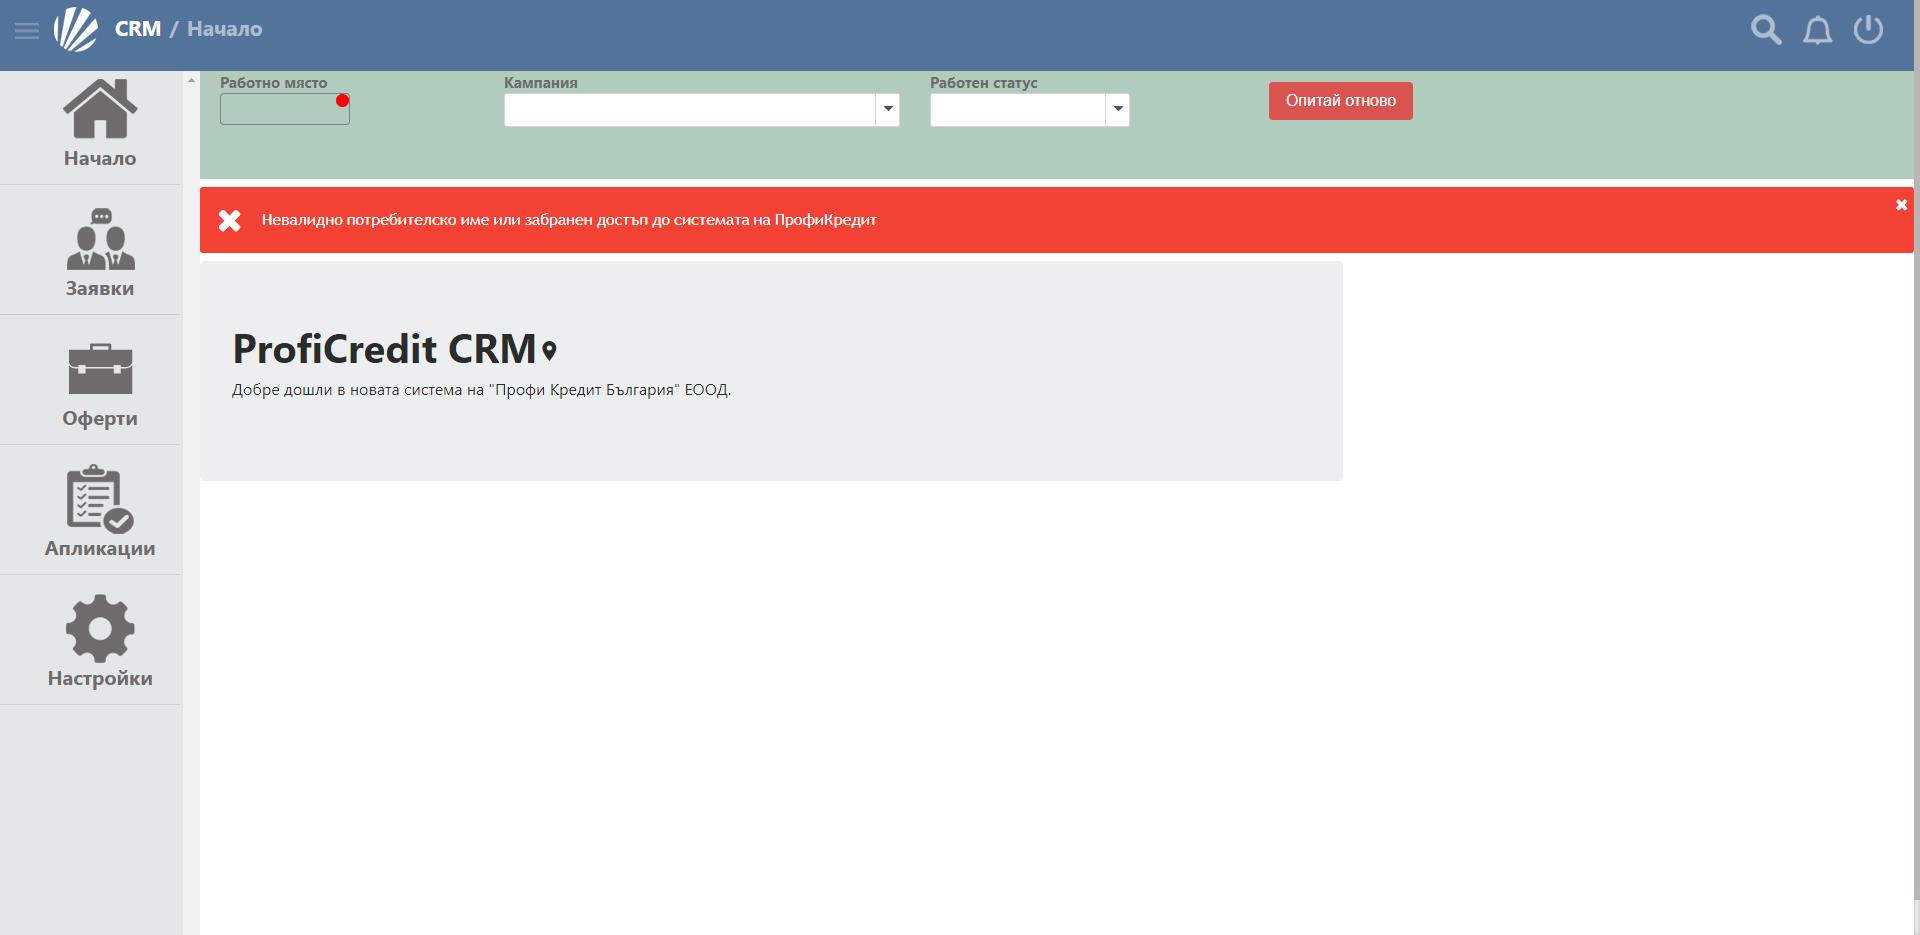 CRM / Начало
Работно място
Кампания
Работен статус
Опитай отново
Начало
Заявки
Оферти
Апликации
Настройки
Невалидно потребителско име или забранен достъп до системата на ПрофиКредит
ProfiCredit CRM
Добре дошли в новата система на "Профи Кредит България" ЕООД.